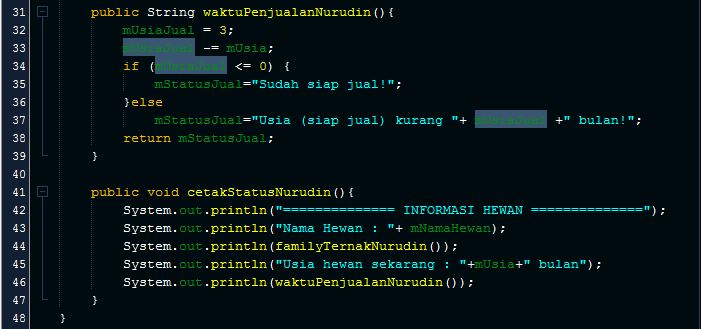 31 public String waktuPenjualanNurudin(){
32 mUsiaJual = 3;
33 mUsiaJual -= mUsia;
34 if (mUsiaJual <= 0) {
35 mStatusJual="Sudah siap jual!";
36 }else
37 mStatusJual="Usia (siap jual) kurang "+ mUsiaJual +" bulan!";
38 return mStatusJual;
39 }
40
41 public void cetakStatusNurudin(){
42 System.out.println("============== INFORMASI HEWAN ==============");
43 System.out.println("Nama Hewan : "+ mNamaHewan);
44 System.out.println(familyTernakNurudin());
45 System.out.println("Usia hewan sekarang : "+mUsia+" bulan");
46 System.out.println(waktuPenjualanNurudin());
47 }
48 }